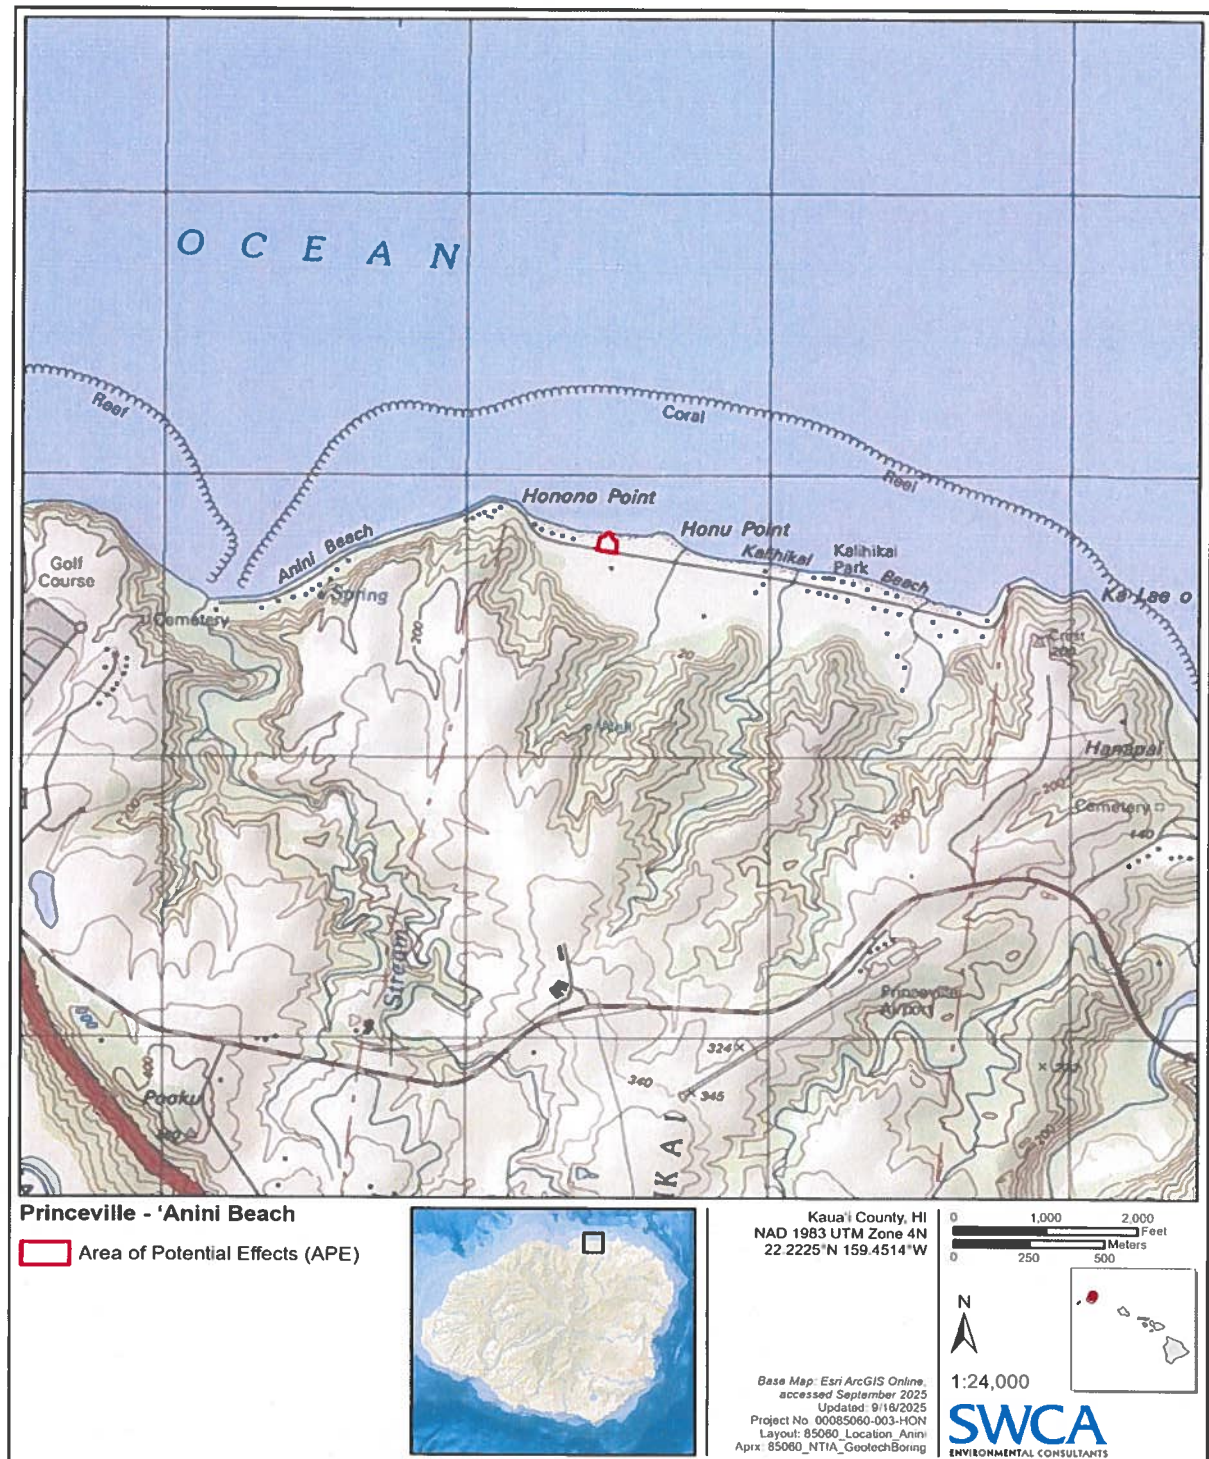 O C E A N
Reef
Coral
Reef
Honono Point
Honu Point
Anini Beach
Kalihikai
Beach
Kalihikai
Park
Golf
Course
Spring
Cemetery
200
20
Ka Lae o
200
Hanapai
200
Cemetery
140
200
Stream
Princeville
Airport
324
340
345
400
Pooku
200
IKAI
Princeville - ‘Anini Beach
Area of Potential Effects (APE)
Kaua‘i County, HI
NAD 1983 UTM Zone 4N
22.2225°N 159.4514°W
0 1,000 2,000
Feet
Meters
0 250 500
N
1:24,000
Base Map: Esri ArcGIS Online,
accessed September 2025
Updated: 9/16/2025
Project No. 00085060-003-HON
Layout: 85060_Location_Anini
Aprx: 85060_NTIA_GeotechBoring
SWCA
ENVIRONMENTAL CONSULTANTS